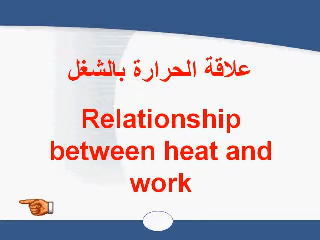 علاقة الحرارة بالشغل
Relationship
between heat and
work